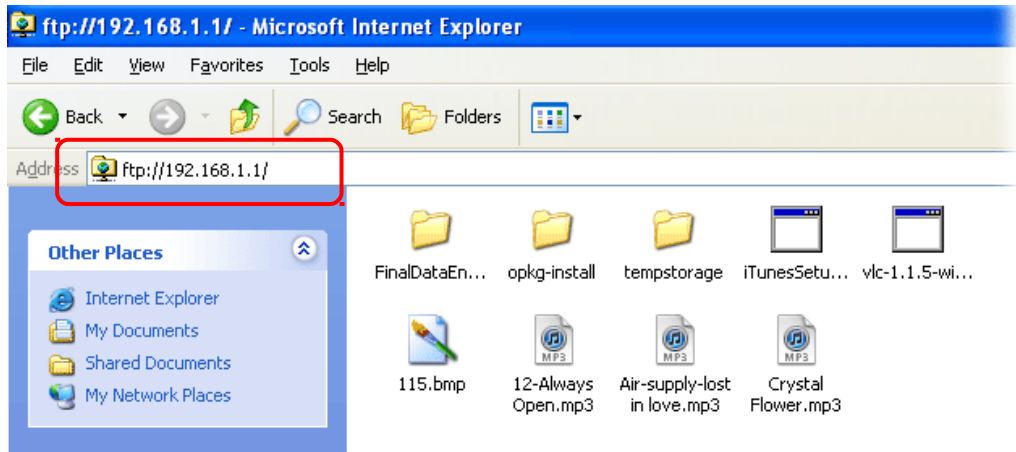 ftp://192.168.1.1/ - Microsoft Internet Explorer
File Edit View Favorites Tools Help
Back Search Folders
Address ftp://192.168.1.1/
Other Places
Internet Explorer
My Documents
Shared Documents
My Network Places
FinalDataEn... opkg-install tempstorage iTunesSetu... vlc-1.1.5-wi...
MP3 MP3 MP3
115.bmp 12-Always Air-supply-lost Crystal
Open.mp3 in love.mp3 Flower.mp3